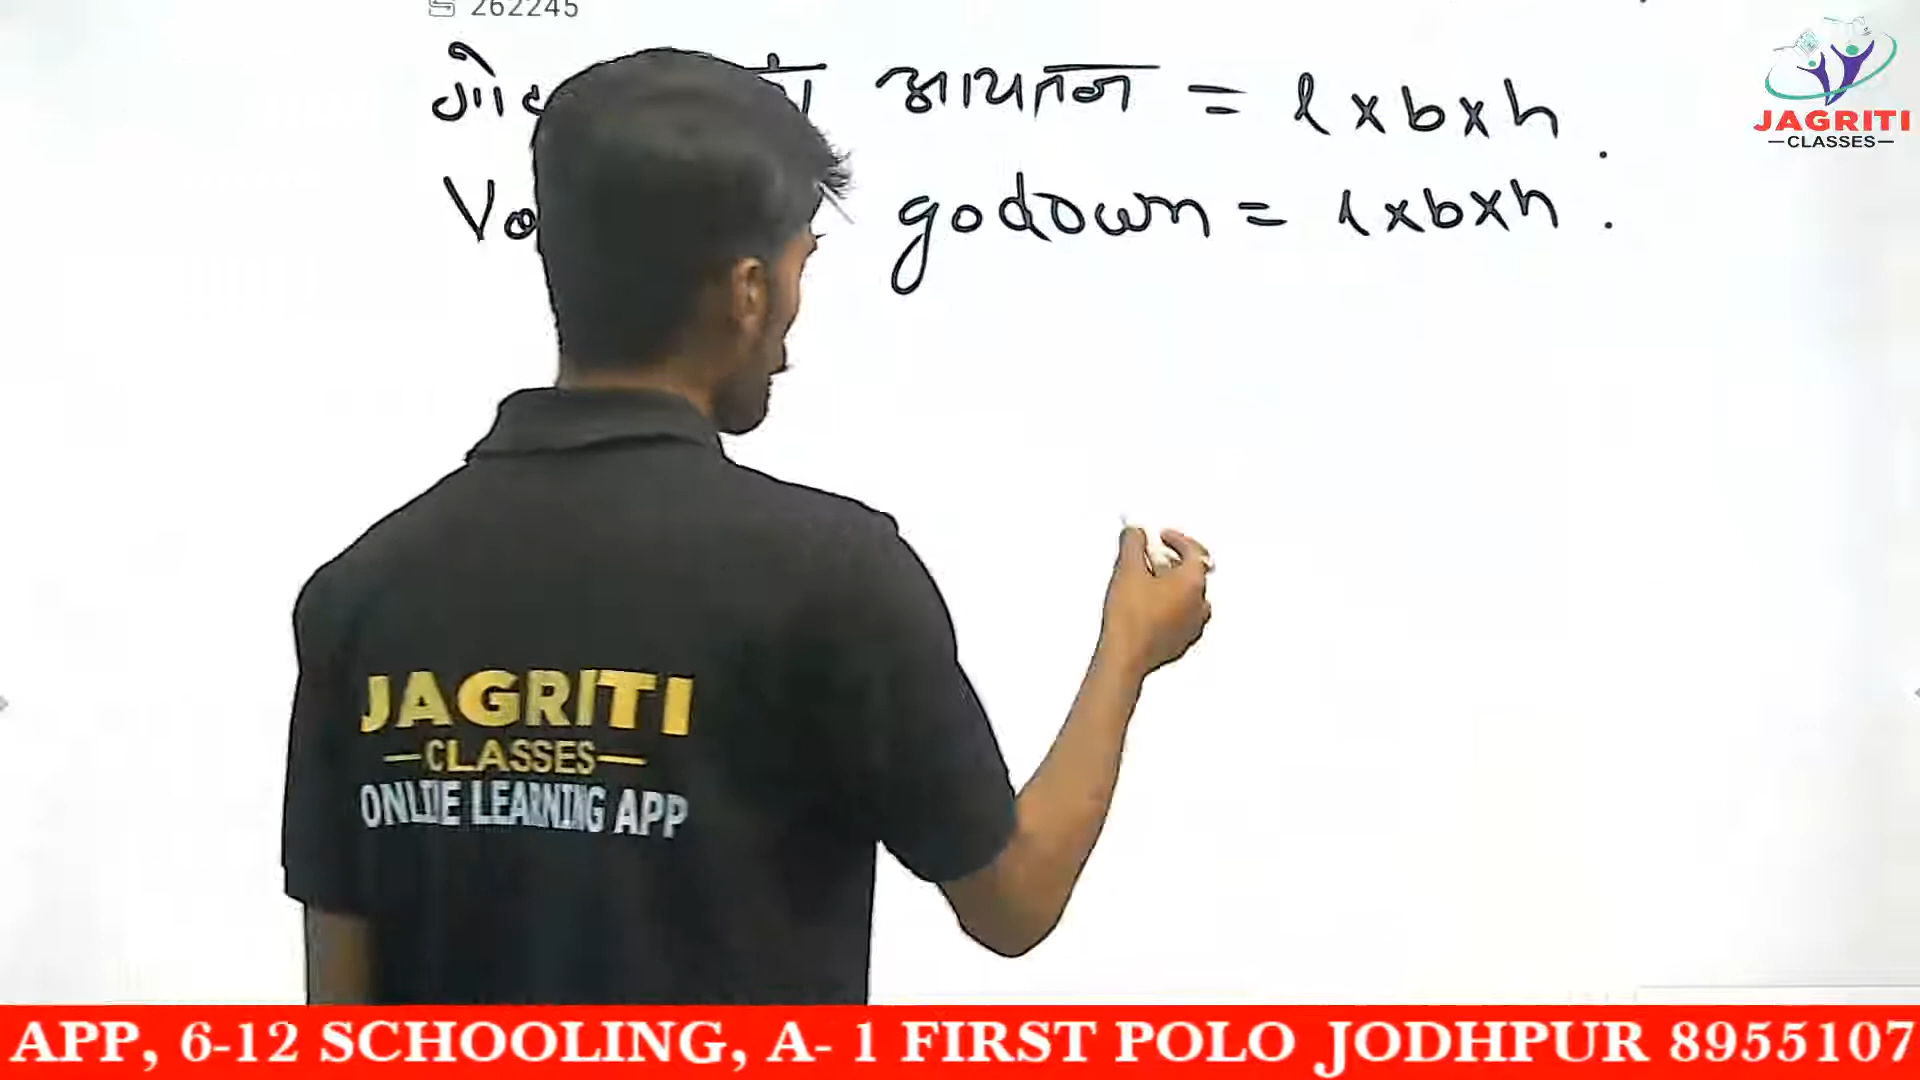 262245
आयतन = l x b x h
godown = l x b x h .
JAGRITI
CLASSES
JAGRITI
CLASSES
ONLINE LEARNING APP
APP, 6-12 SCHOOLING, A- 1 FIRST POLO JODHPUR 8955107